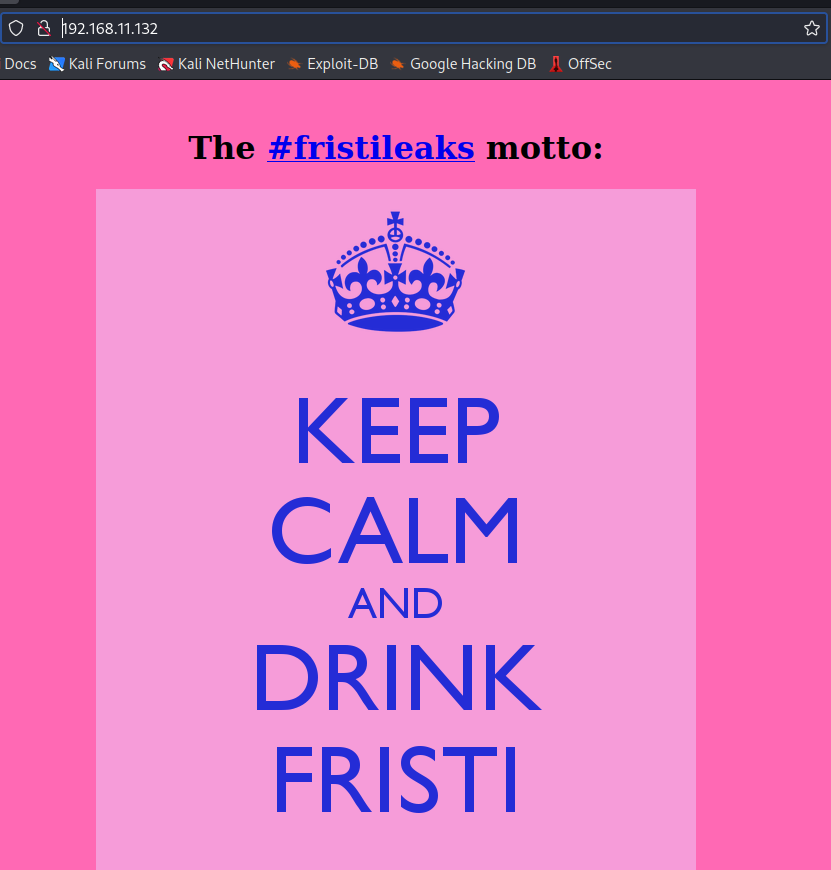 192.168.11.132
Docs Kali Forums Kali NetHunter Exploit-DB Google Hacking DB OffSec
The #fristileaks motto:
KEEP
CALM
AND
DRINK
FRISTI